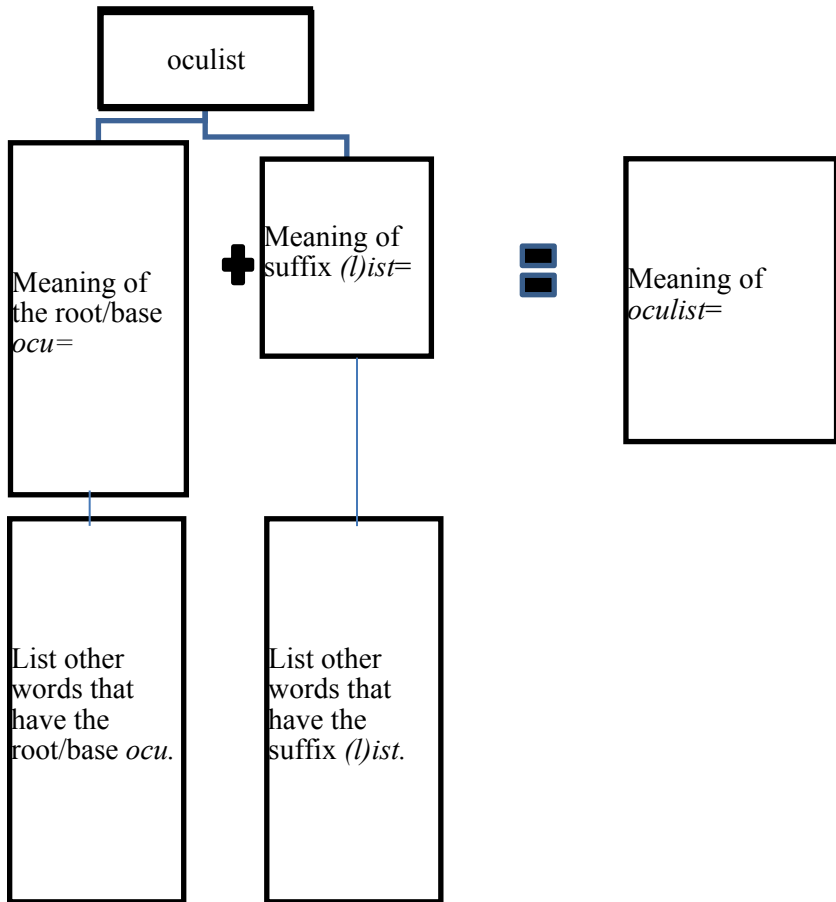 oculist
Meaning of
the root/base
ocu=
Meaning of
suffix (l)ist=
Meaning of
oculist=
List other
words that
have the
root/base ocu.
List other
words that
have the
suffix (l)ist.